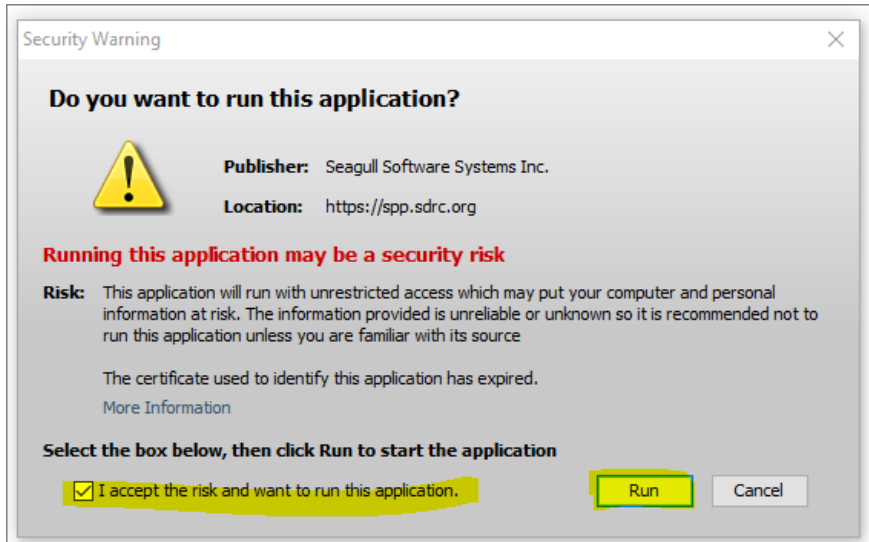 Security Warning
Do you want to run this application?
Publisher: Seagull Software Systems Inc.
Location: https://spp.sdrc.org
Running this application may be a security risk
Risk: This application will run with unrestricted access which may put your computer and personal
information at risk. The information provided is unreliable or unknown so it is recommended not to
run this application unless you are familiar with its source
The certificate used to identify this application has expired.
More Information
Select the box below, then click Run to start the application
I accept the risk and want to run this application.
Run Cancel